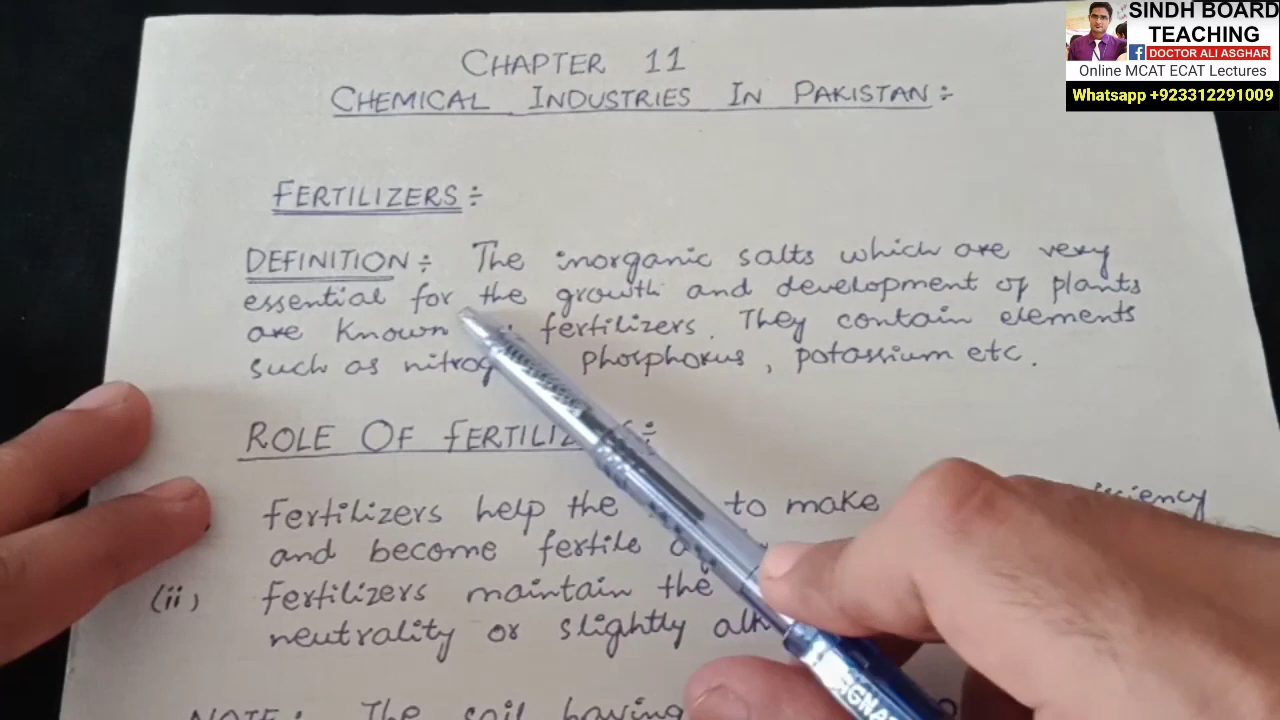 SINDH BOARD
TEACHING
f DOCTOR ALI ASGHAR
Online MCAT ECAT Lectures
Whatsapp +923312291009
CHAPTER 11
CHEMICAL INDUSTRIES IN PAKISTAN:
FERTILIZERS:
DEFINITION: The inorganic salts which are very
essential for the growth and development of plants
are known fertilizers. They contain elements
such as phosphorus, potassium etc.
ROLE OF
fertilizers help the to make
and become fertile
(ii) fertilizers maintain the
neutrality or slightly
NOTE: The soil having